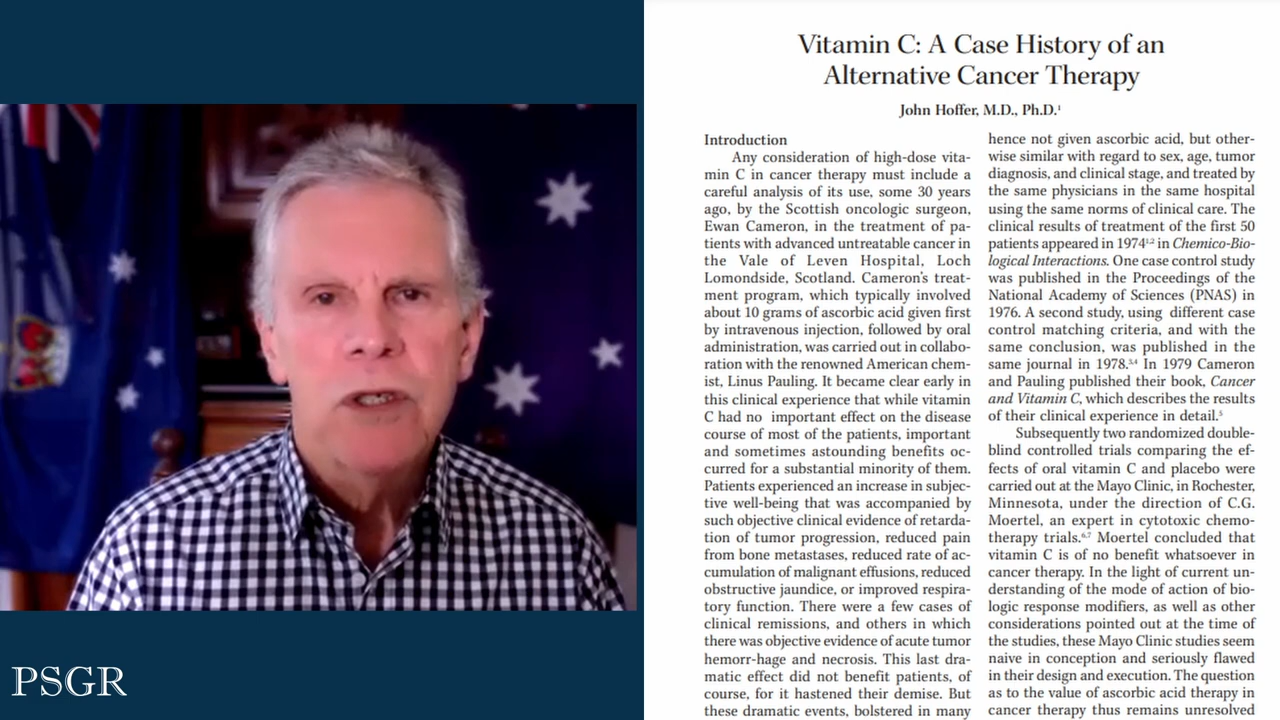 Vitamin C: A Case History of an
Alternative Cancer Therapy
John Hoffer, M.D., Ph.D.¹
Introduction
Any consideration of high-dose vita-
min C in cancer therapy must include a
careful analysis of its use, some 30 years
ago, by the Scottish oncologic surgeon,
Ewan Cameron, in the treatment of pa-
tients with advanced untreatable cancer in
the Vale of Leven Hospital, Loch
Lomondside, Scotland. Cameron's treat-
ment program, which typically involved
about 10 grams of ascorbic acid given first
by intravenous injection, followed by oral
administration, was carried out in collabo-
ration with the renowned American chem-
ist, Linus Pauling. It became clear early in
this clinical experience that while vitamin
C had no important effect on the disease
course of most of the patients, important
and sometimes astounding benefits oc-
curred for a substantial minority of them.
Patients experienced an increase in subjec-
tive well-being that was accompanied by
such objective clinical evidence of retarda-
tion of tumor progression, reduced pain
from bone metastases, reduced rate of ac-
cumulation of malignant effusions, reduced
obstructive jaundice, or improved respira-
tory function. There were a few cases of
clinical remissions, and others in which
there was objective evidence of acute tumor
hemorr-hage and necrosis. This last dra-
matic effect did not benefit patients, of
course, for it hastened their demise. But
these dramatic events, bolstered in many
hence not given ascorbic acid, but other-
wise similar with regard to sex, age, tumor
diagnosis, and clinical stage, and treated by
the same physicians in the same hospital
using the same norms of clinical care. The
clinical results of treatment of the first 50
patients appeared in 1974¹,² in Chemico-Bio-
logical Interactions. One case control study
was published in the Proceedings of the
National Academy of Sciences (PNAS) in
1976. A second study, using different case
control matching criteria, and with the
same conclusion, was published in the
same journal in 1978.³,⁴ In 1979 Cameron
and Pauling published their book, Cancer
and Vitamin C, which describes the results
of their clinical experience in detail.⁵
Subsequently two randomized double-
blind controlled trials comparing the ef-
fects of oral vitamin C and placebo were
carried out at the Mayo Clinic, in Rochester,
Minnesota, under the direction of C.G.
Moertel, an expert in cytotoxic chemo-
therapy trials.⁶,⁷ Moertel concluded that
vitamin C is of no benefit whatsoever in
cancer therapy. In the light of current un-
derstanding of the mode of action of bio-
logic response modifiers, as well as other
considerations pointed out at the time of
the studies, these Mayo Clinic studies seem
naive in conception and seriously flawed
in their design and execution. The question
as to the value of ascorbic acid therapy in
cancer therapy thus remains unresolved
PSGR